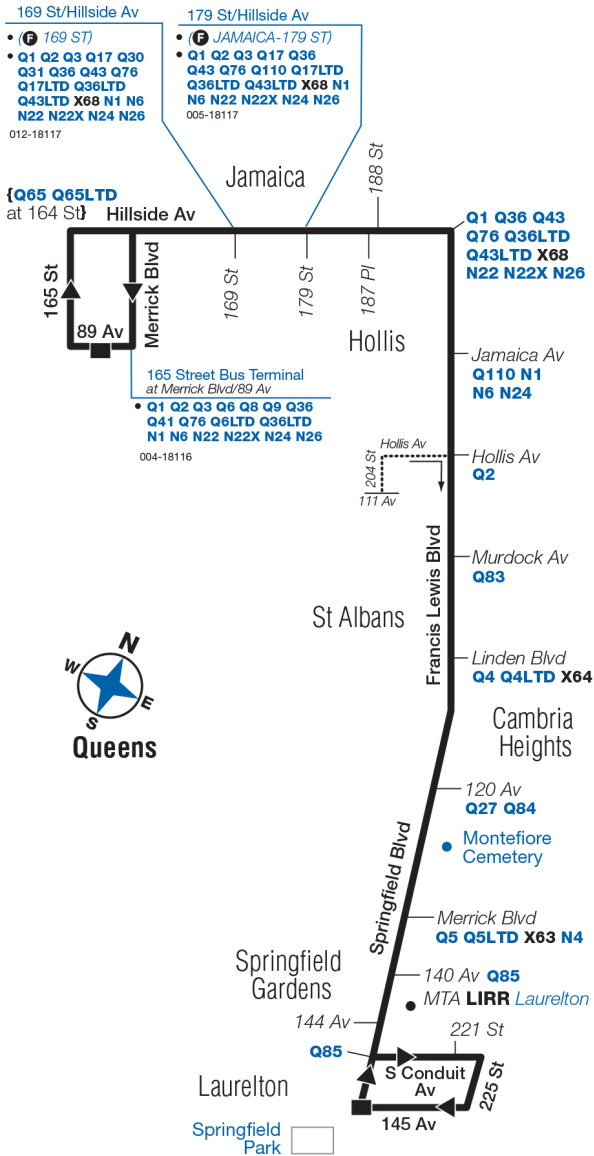 169 St/Hillside Av
• (F 169 ST)
• Q1 Q2 Q3 Q17 Q30
Q31 Q36 Q43 Q76
Q17LTD Q36LTD
Q43LTD X68 N1 N6
N22 N22X N24 N26
012-18117
179 St/Hillside Av
• (F JAMAICA-179 ST)
• Q1 Q2 Q3 Q17 Q36
Q43 Q76 Q110 Q17LTD
Q36LTD Q43LTD X68 N1
N6 N22 N22X N24 N26
005-18117
Jamaica
188 St
{Q65 Q65LTD
at 164 St}
Hillside Av
Q1 Q36 Q43
Q76 Q36LTD
Q43LTD X68
N22 N22X N26
165 St
Merrick Blvd
89 Av
169 St
179 St
187 Pl
Hollis
Jamaica Av
Q110 N1
N6 N24
165 Street Bus Terminal
at Merrick Blvd/89 Av
• Q1 Q2 Q3 Q6 Q8 Q9 Q36
Q41 Q76 Q6LTD Q36LTD
N1 N6 N22 N22X N24 N26
004-18116
Hollis Av
204 St
111 Av
Hollis Av
Q2
Francis Lewis Blvd
Murdock Av
Q83
St Albans
Linden Blvd
Q4 Q4LTD X64
N
W
E
S
Queens
Cambria
Heights
120 Av
Q27 Q84
Montefiore
Cemetery
Springfield Blvd
Merrick Blvd
Q5 Q5LTD X63 N4
Springfield
Gardens
140 Av Q85
MTA LIRR Laurelton
144 Av
221 St
Q85
S Conduit
Av
225 St
Laurelton
145 Av
Springfield
Park